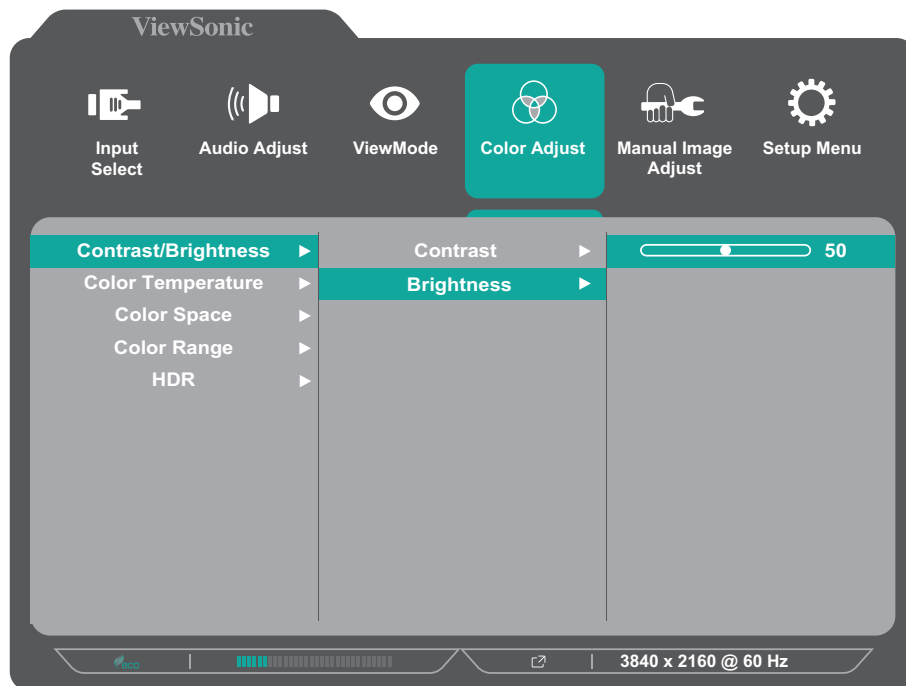 ViewSonic
Input Select
Audio Adjust
ViewMode
Color Adjust
Manual Image Adjust
Setup Menu
Contrast/Brightness
Color Temperature
Color Space
Color Range
HDR
Contrast
Brightness
50
eco
3840 x 2160 @ 60 Hz